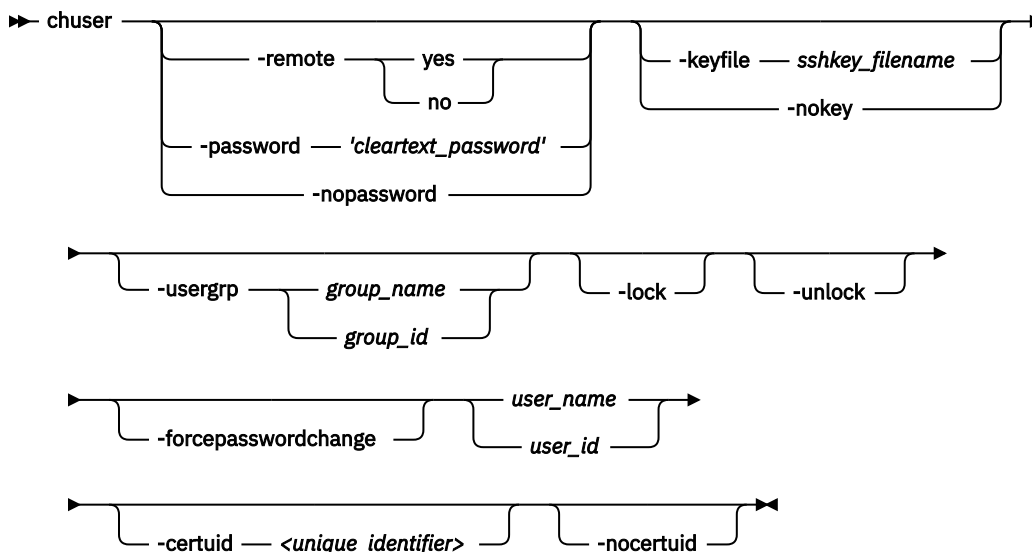 chuser
-remote yes -keyfile sshkey_filename
no -nokey
-password 'cleartext_password'
-nopassword
-usergrp group_name -lock -unlock
group_id
-forcepasswordchange user_name
user_id
-certuid <unique_identifier> -nocertuid